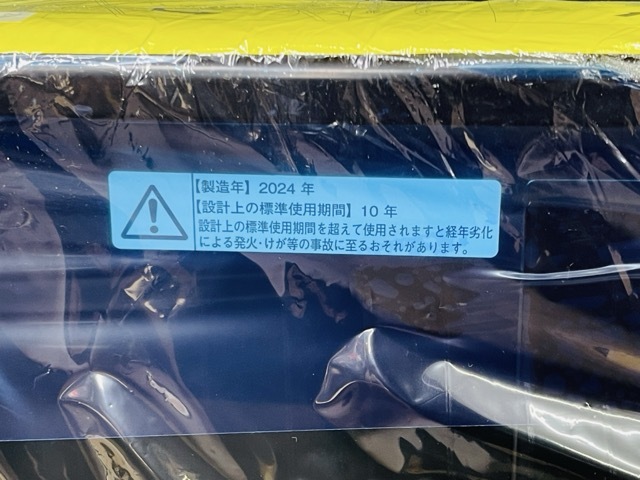 【製造年】2024 年
【設計上の標準使用期間】10 年
設計上の標準使用期間を超えて使用されますと経年劣化
による発火・けが等の事故に至るおそれがあります。